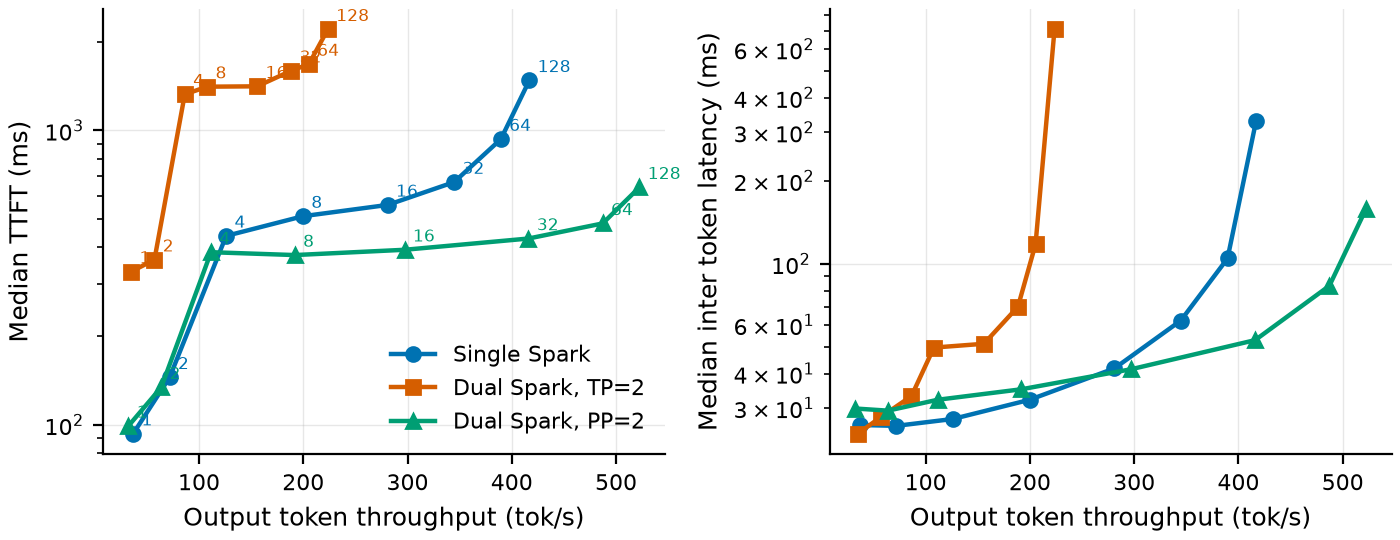 Median TTFT (ms)
10³
10²
128
64
16
8
4
2
128
64
32
16
8
4
2
1
128
64
32
16
8
Single Spark
Dual Spark, TP=2
Dual Spark, PP=2
100 200 300 400 500
Output token throughput (tok/s)
Median inter token latency (ms)
6 × 10²
4 × 10²
3 × 10²
2 × 10²
10²
6 × 10¹
4 × 10¹
3 × 10¹
100 200 300 400 500
Output token throughput (tok/s)